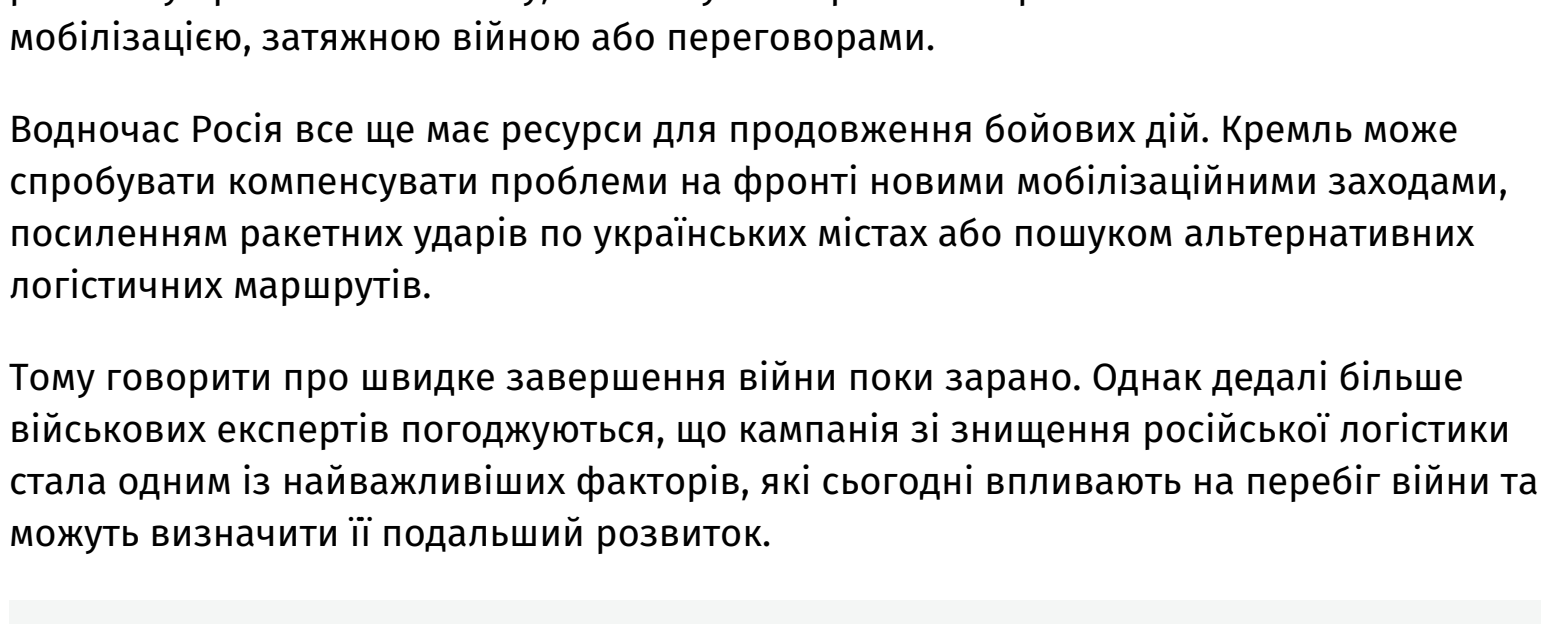 мобілізацією, затяжною війною або переговорами.
Водночас Росія все ще має ресурси для продовження бойових дій. Кремль може
спробувати компенсувати проблеми на фронті новими мобілізаційними заходами,
посиленням ракетних ударів по українських містах або пошуком альтернативних
логістичних маршрутів.
Тому говорити про швидке завершення війни поки зарано. Однак дедалі більше
військових експертів погоджуються, що кампанія зі знищення російської логістики
стала одним із найважливіших факторів, які сьогодні впливають на перебіг війни та
можуть визначити її подальший розвиток.